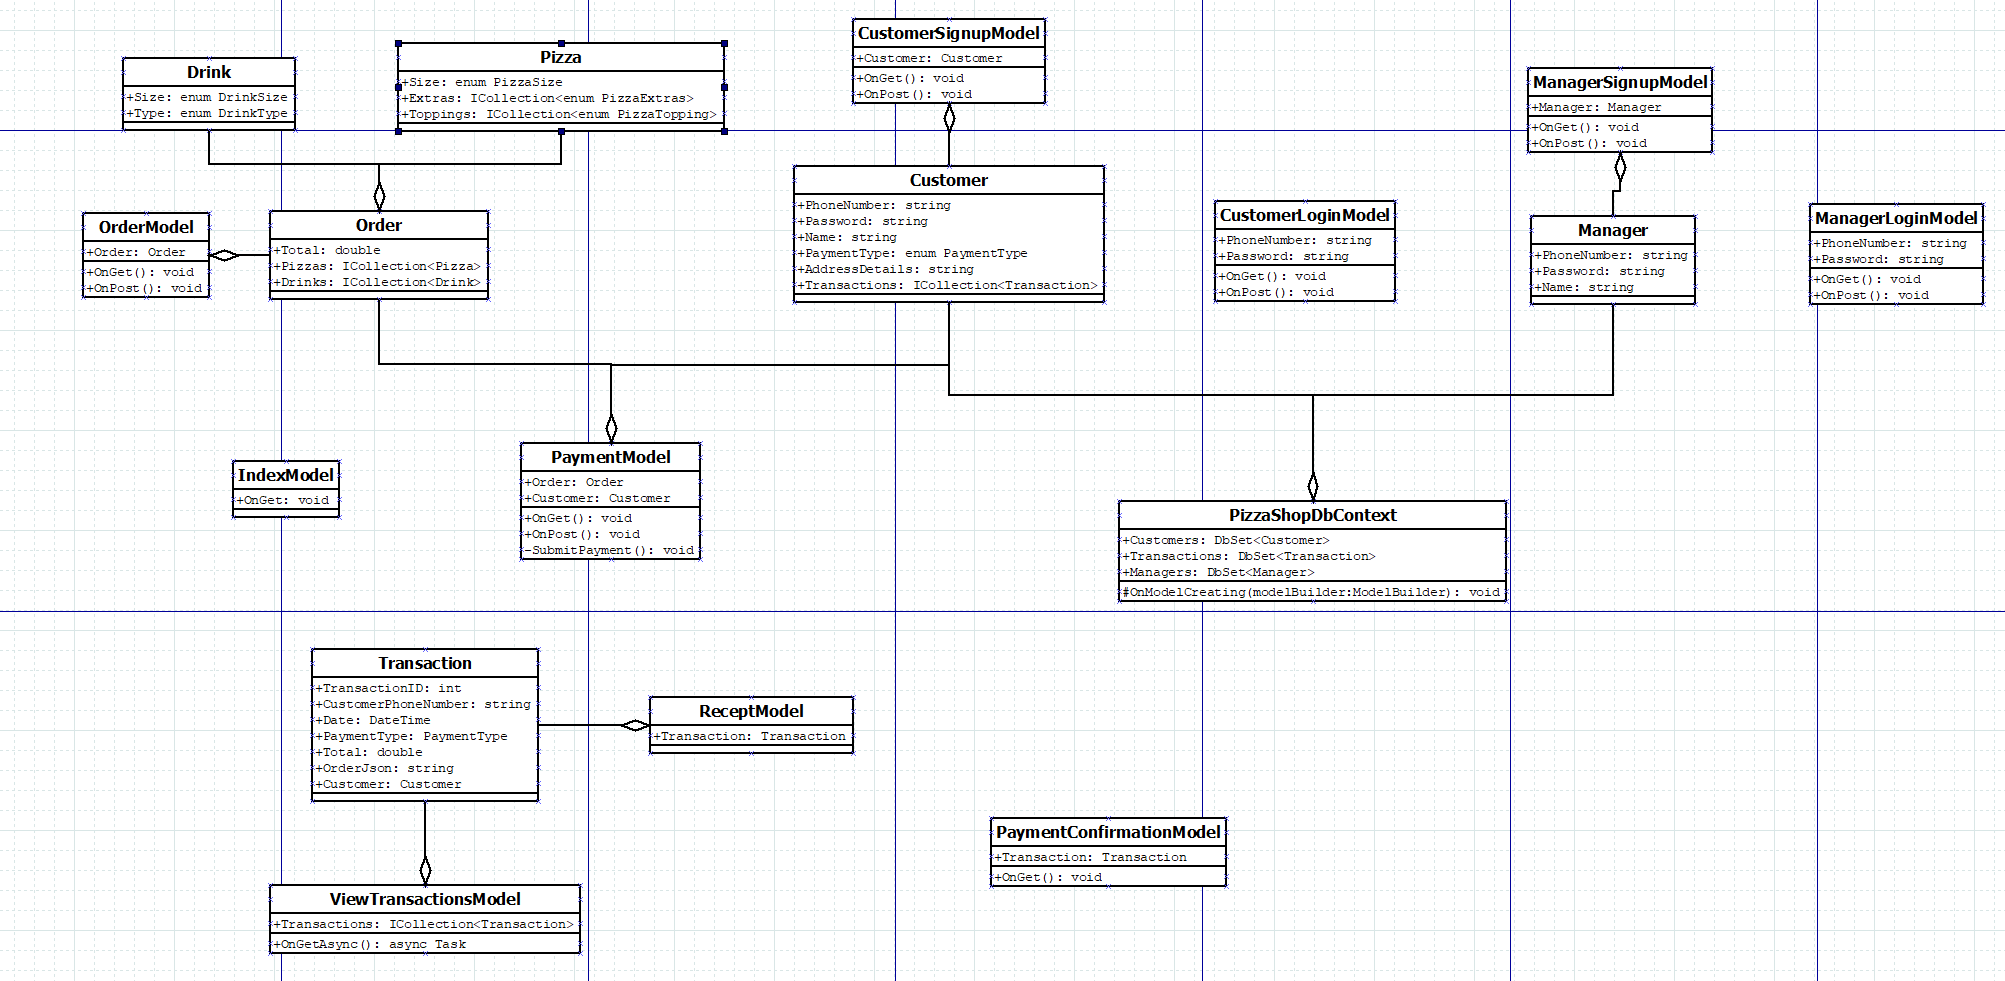 Drink
+Size: enum DrinkSize
+Type: enum DrinkType
Pizza
+Size: enum PizzaSize
+Extras: ICollection<enum PizzaExtras>
+Toppings: ICollection<enum PizzaTopping>
CustomerSignupModel
+Customer: Customer
+OnGet(): void
+OnPost(): void
ManagerSignupModel
+Manager: Manager
+OnGet(): void
+OnPost(): void
OrderModel
+Order: Order
+OnGet(): void
+OnPost(): void
Order
+Total: double
+Pizzas: ICollection<Pizza>
+Drinks: ICollection<Drink>
Customer
+PhoneNumber: string
+Password: string
+Name: string
+PaymentType: enum PaymentType
+AddressDetails: string
+Transactions: ICollection<Transaction>
CustomerLoginModel
+PhoneNumber: string
+Password: string
+OnGet(): void
+OnPost(): void
Manager
+PhoneNumber: string
+Password: string
+Name: string
ManagerLoginModel
+PhoneNumber: string
+Password: string
+OnGet(): void
+OnPost(): void
IndexModel
+OnGet: void
PaymentModel
+Order: Order
+Customer: Customer
+OnGet(): void
+OnPost(): void
-SubmitPayment(): void
PizzaShopDbContext
+Customers: DbSet<Customer>
+Transactions: DbSet<Transaction>
+Managers: DbSet<Manager>
#OnModelCreating(modelBuilder:ModelBuilder): void
Transaction
+TransactionID: int
+CustomerPhoneNumber: string
+Date: DateTime
+PaymentType: PaymentType
+Total: double
+OrderJson: string
+Customer: Customer
ReceptModel
+Transaction: Transaction
PaymentConfirmationModel
+Transaction: Transaction
+OnGet(): void
ViewTransactionsModel
+Transactions: ICollection<Transaction>
+OnGetAsync(): async Task